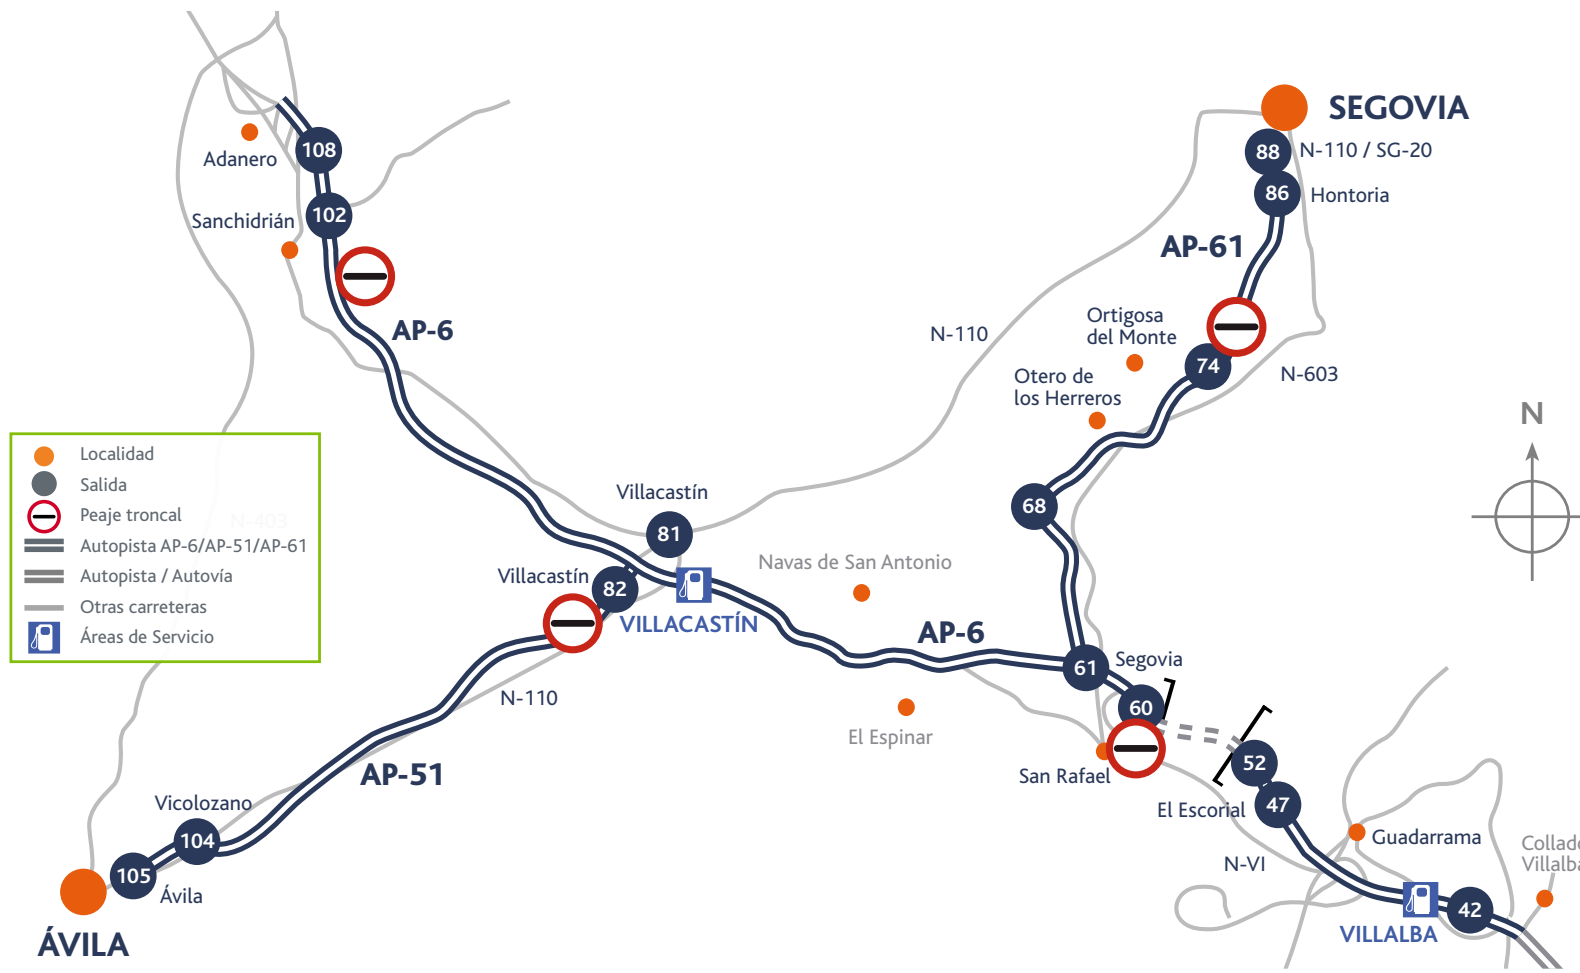 SEGOVIA
88
N-110 / SG-20
86
Hontoria
AP-61
108
Adanero
102
Sanchidrián
AP-6
N-110
Ortigosa
del Monte
74
N-603
Otero de
los Herreros
N
Localidad
Salida
Peaje troncal
N-403
Autopista AP-6/AP-51/AP-61
Autopista / Autovía
Otras carreteras
Áreas de Servicio
Villacastín
81
68
Navas de San Antonio
Villacastín
82
VILLACASTÍN
AP-6
61
Segovia
60
El Espinar
N-110
San Rafael
52
47
El Escorial
AP-51
Vicolozano
104
105
Ávila
ÁVILA
Guadarrama
N-VI
Collado
Villalba
42
VILLALBA